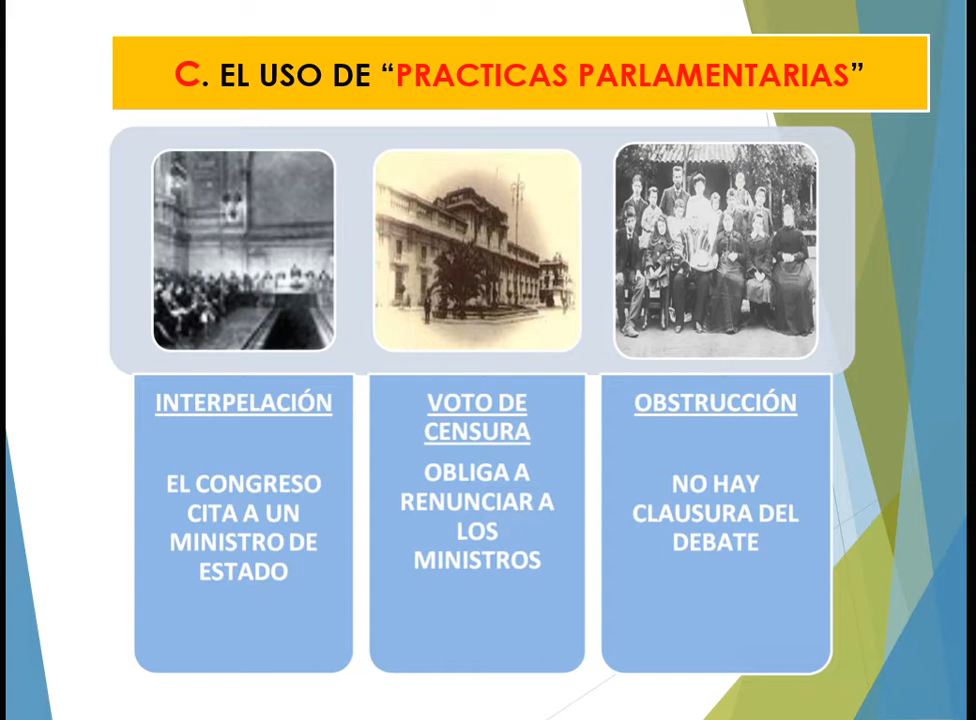 C. EL USO DE “PRACTICAS PARLAMENTARIAS”
INTERPELACIÓN
EL CONGRESO
CITA A UN
MINISTRO DE
ESTADO
VOTO DE
CENSURA
OBLIGA A
RENUNCIAR A
LOS
MINISTROS
OBSTRUCCIÓN
NO HAY
CLAUSURA DEL
DEBATE